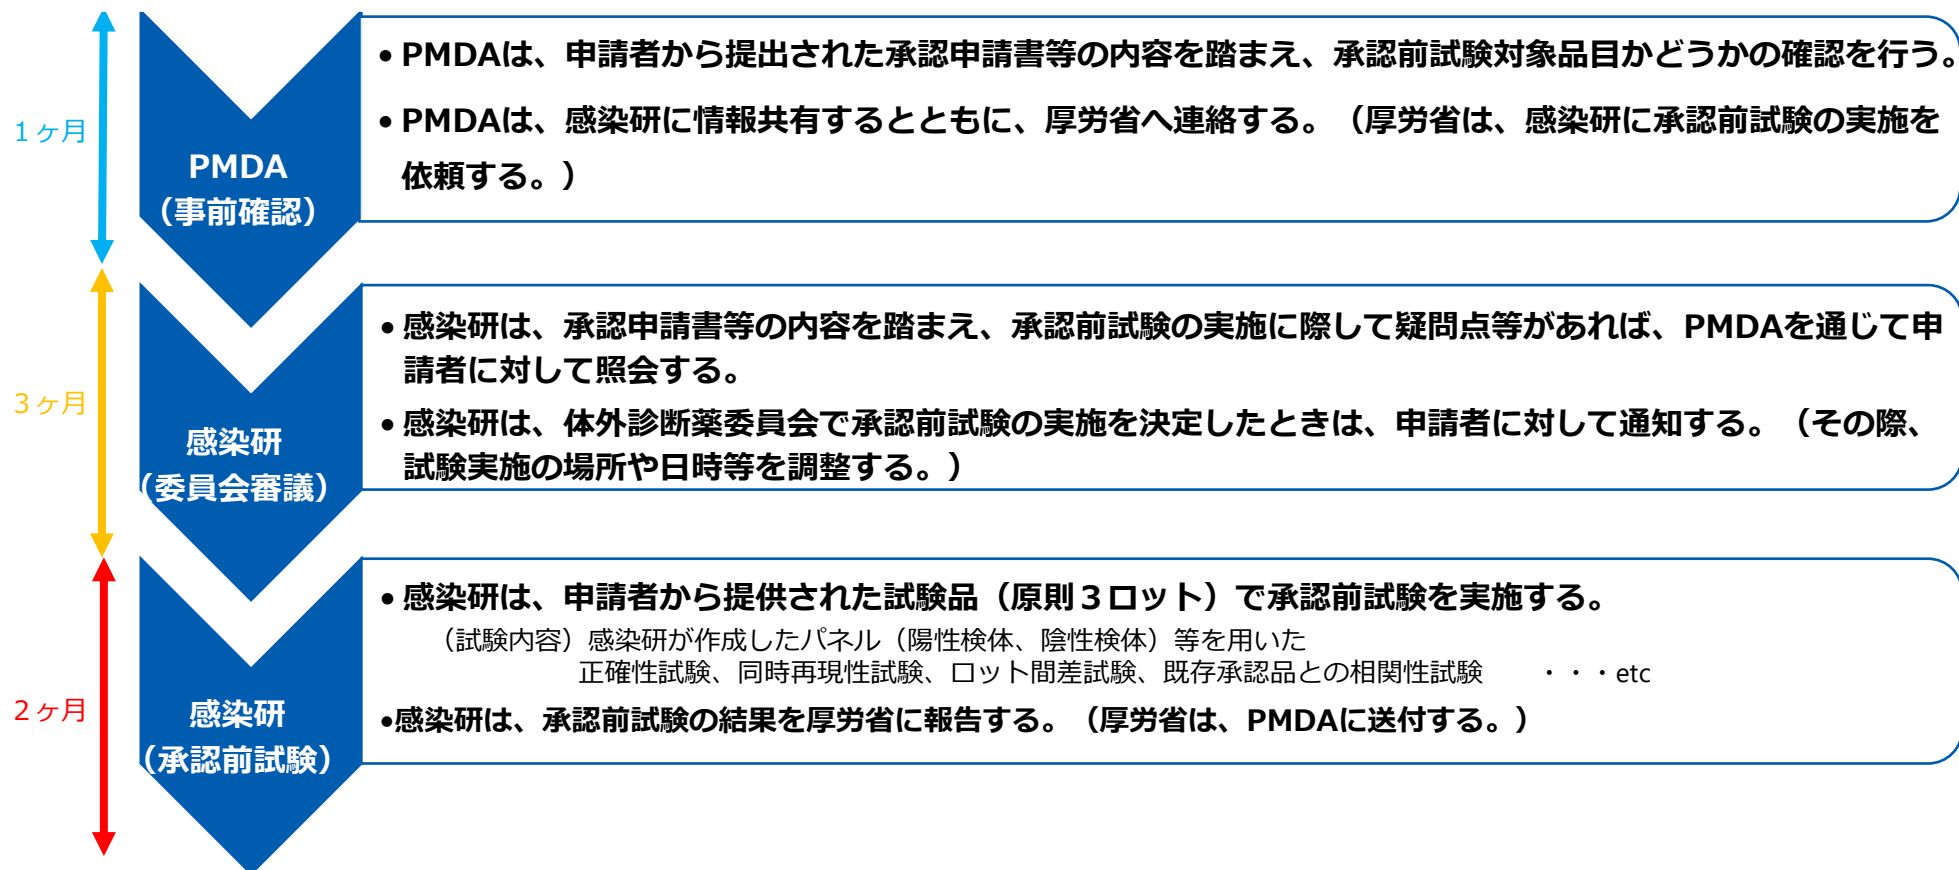 1ヶ月
PMDA
（事前確認）
• PMDAは、申請者から提出された承認申請書等の内容を踏まえ、承認前試験対象品目かどうかの確認を行う。
• PMDAは、感染研に情報共有するとともに、厚労省へ連絡する。（厚労省は、感染研に承認前試験の実施を
依頼する。）
3ヶ月
感染研
（委員会審議）
• 感染研は、承認申請書等の内容を踏まえ、承認前試験の実施に際して疑問点等があれば、PMDAを通じて申
請者に対して照会する。
• 感染研は、体外診断薬委員会で承認前試験の実施を決定したときは、申請者に対して通知する。（その際、
試験実施の場所や日時等を調整する。）
2ヶ月
感染研
（承認前試験）
• 感染研は、申請者から提供された試験品（原則３ロット）で承認前試験を実施する。
（試験内容）感染研が作成したパネル（陽性検体、陰性検体）等を用いた
正確性試験、同時再現性試験、ロット間差試験、既存承認品との相関性試験　・・・etc
•感染研は、承認前試験の結果を厚労省に報告する。（厚労省は、PMDAに送付する。）